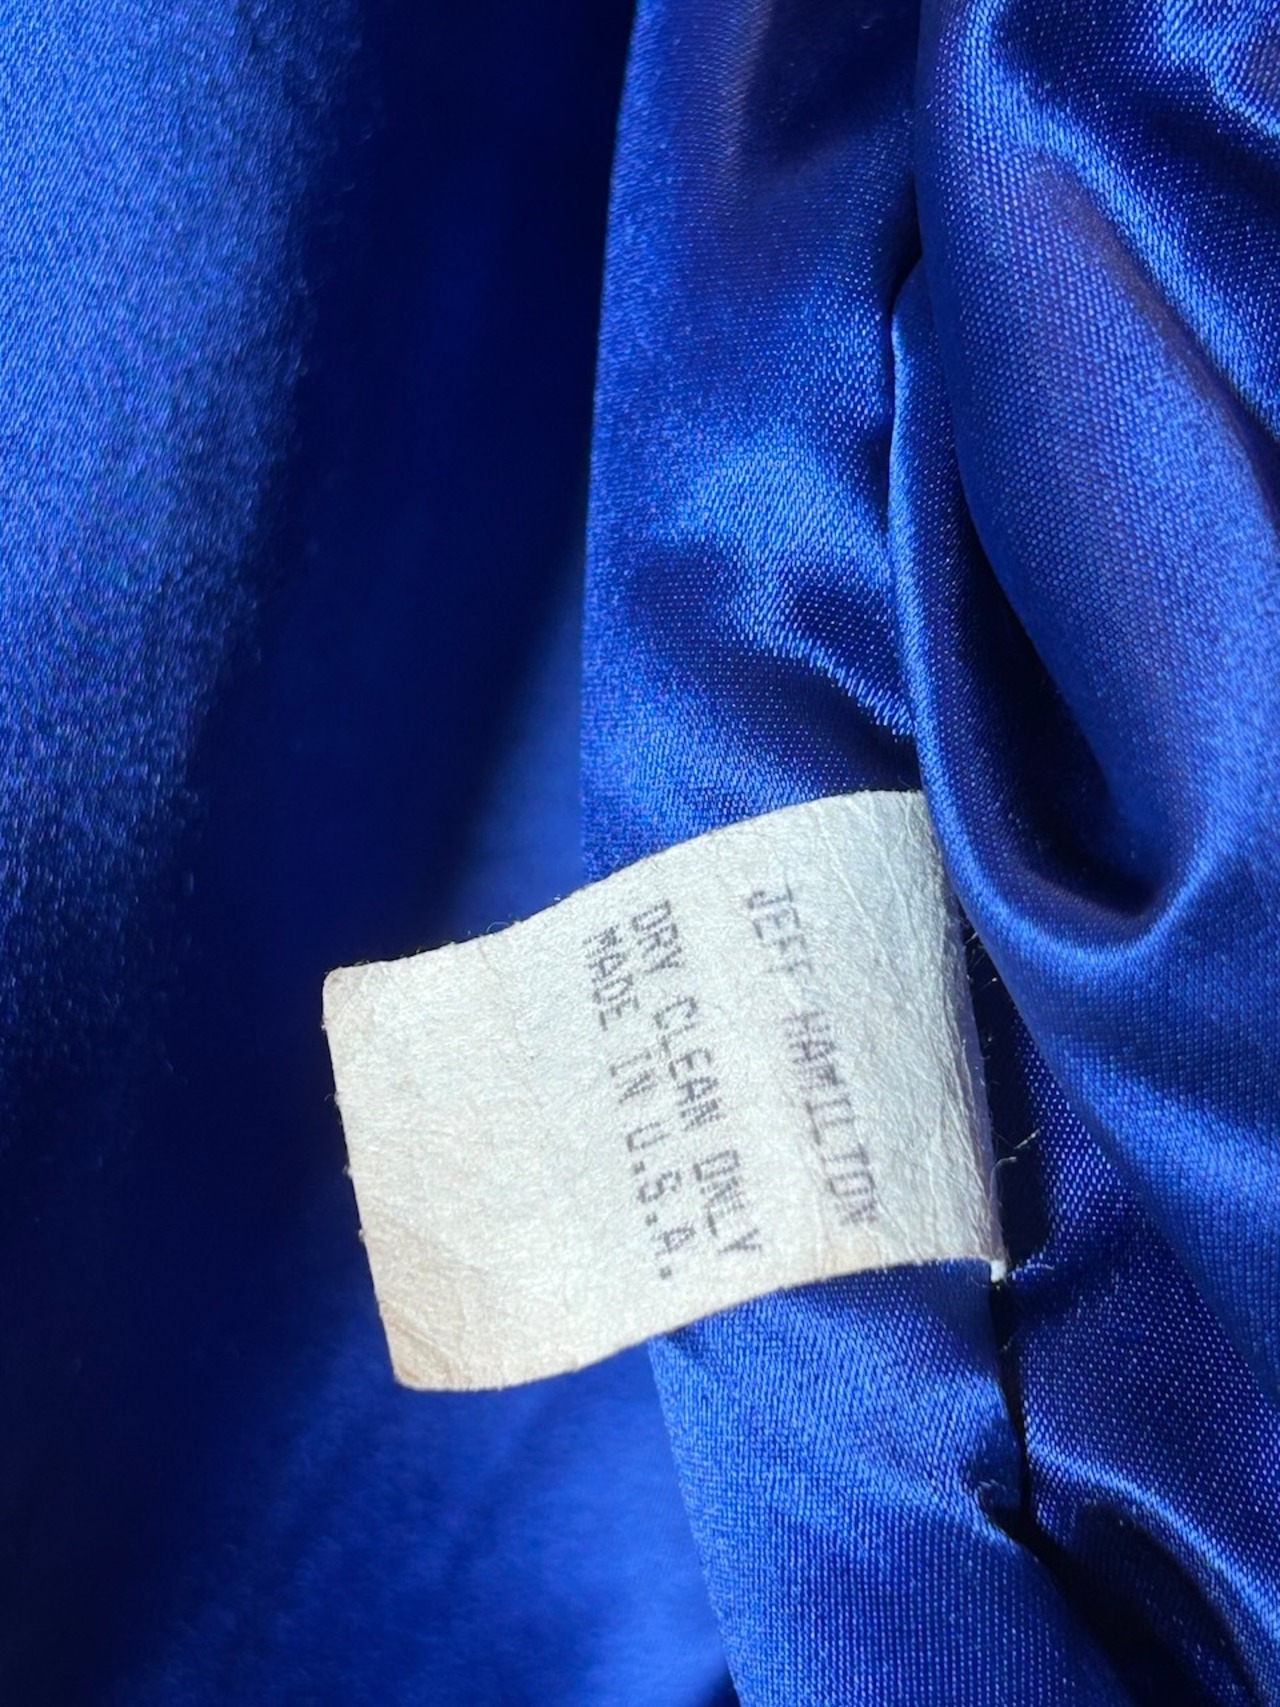 JEFF HAMILTON
DRY CLEAN ONLY
MADE IN U.S.A.